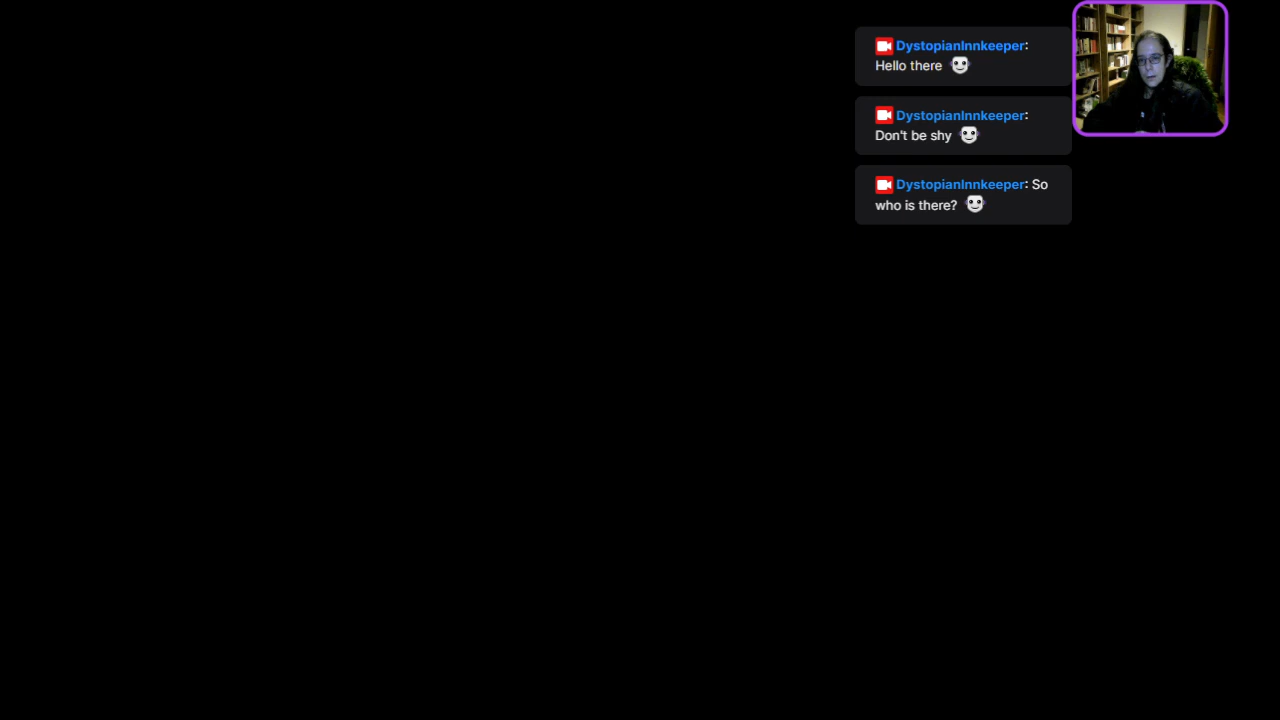 DystopianInnkeeper:
Hello there
DystopianInnkeeper:
Don't be shy
DystopianInnkeeper: So
who is there?